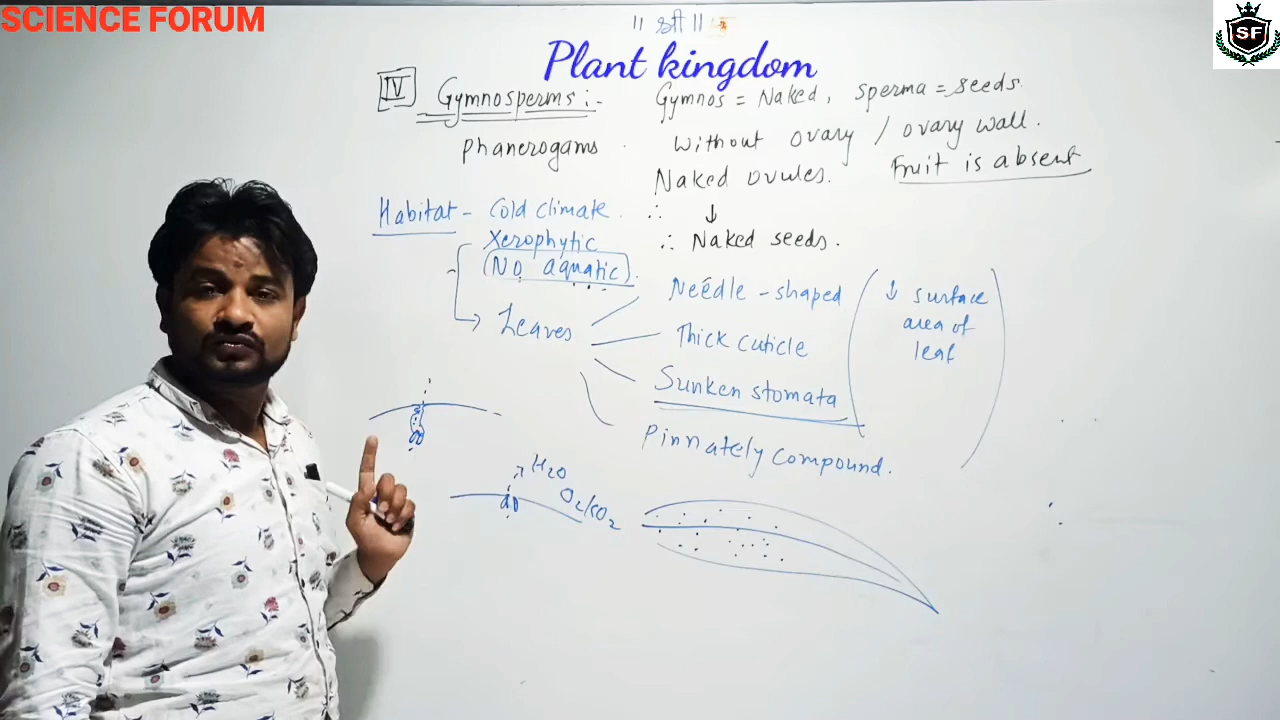 SCIENCE FORUM
|| श्री ||
SF
Plant kingdom
IV Gymnosperms :- Gymnos = Naked, sperma = seeds.
phanerogams. without ovary / ovary wall.
Naked ovules. Fruit is absent
Habitat - Cold climate. ∴ ↓
Xerophytic ∴ Naked seeds.
(No aquatic).
Leaves
Needle - shaped
Thick cuticle
Sunken stomata
Pinnately compound.
↓ surface
area of
leaf
H2O
O2/CO2